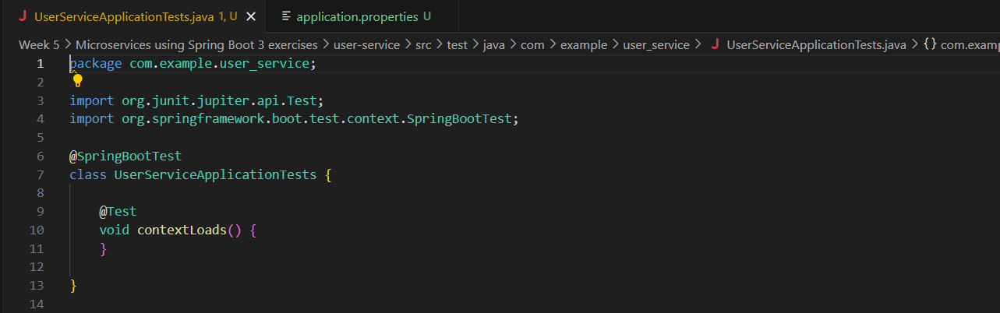 UserServiceApplicationTests.java 1, U application.properties U
Week 5 > Microservices using Spring Boot 3 exercises > user-service > src > test > java > com > example > user_service > J UserServiceApplicationTests.java > {} com.examp
1 package com.example.user_service;
2
3 import org.junit.jupiter.api.Test;
4 import org.springframework.boot.test.context.SpringBootTest;
5
6 @SpringBootTest
7 class UserServiceApplicationTests {
8
9 @Test
10 void contextLoads() {
11 }
12
13 }
14